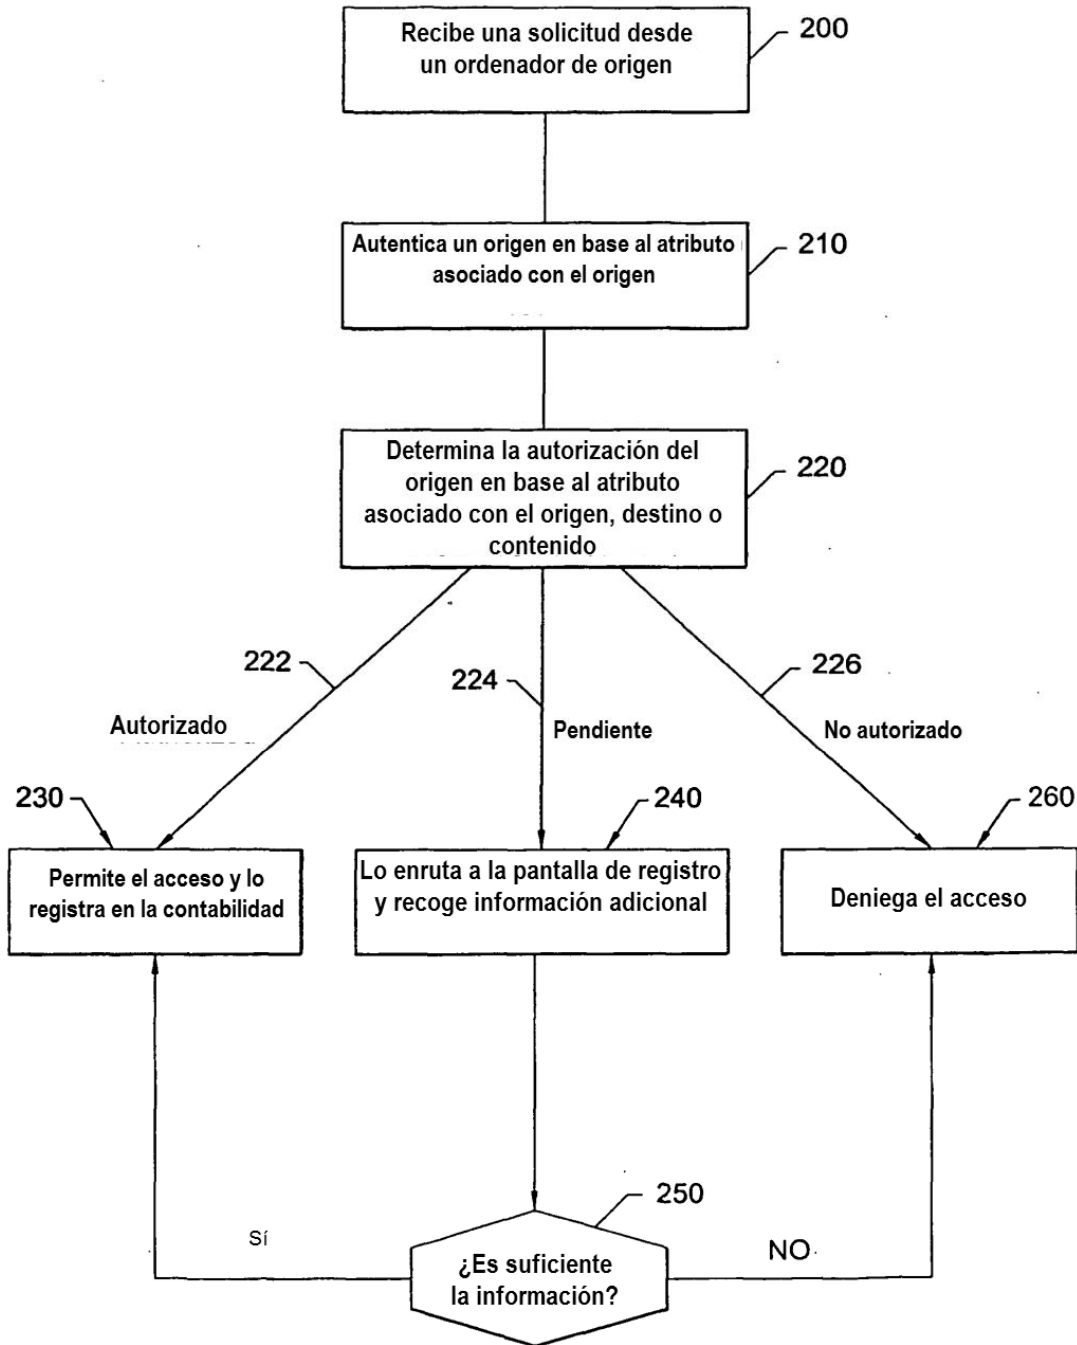 Recibe una solicitud desde
un ordenador de origen
200
Autentica un origen en base al atributo
asociado con el origen
210
Determina la autorización del
origen en base al atributo
asociado con el origen, destino o
contenido
220
222
224
226
Autorizado
Pendiente
No autorizado
230
240
260
Permite el acceso y lo
registra en la contabilidad
Lo enruta a la pantalla de registro
y recoge información adicional
Deniega el acceso
250
Sí
NO
¿Es suficiente
la información?